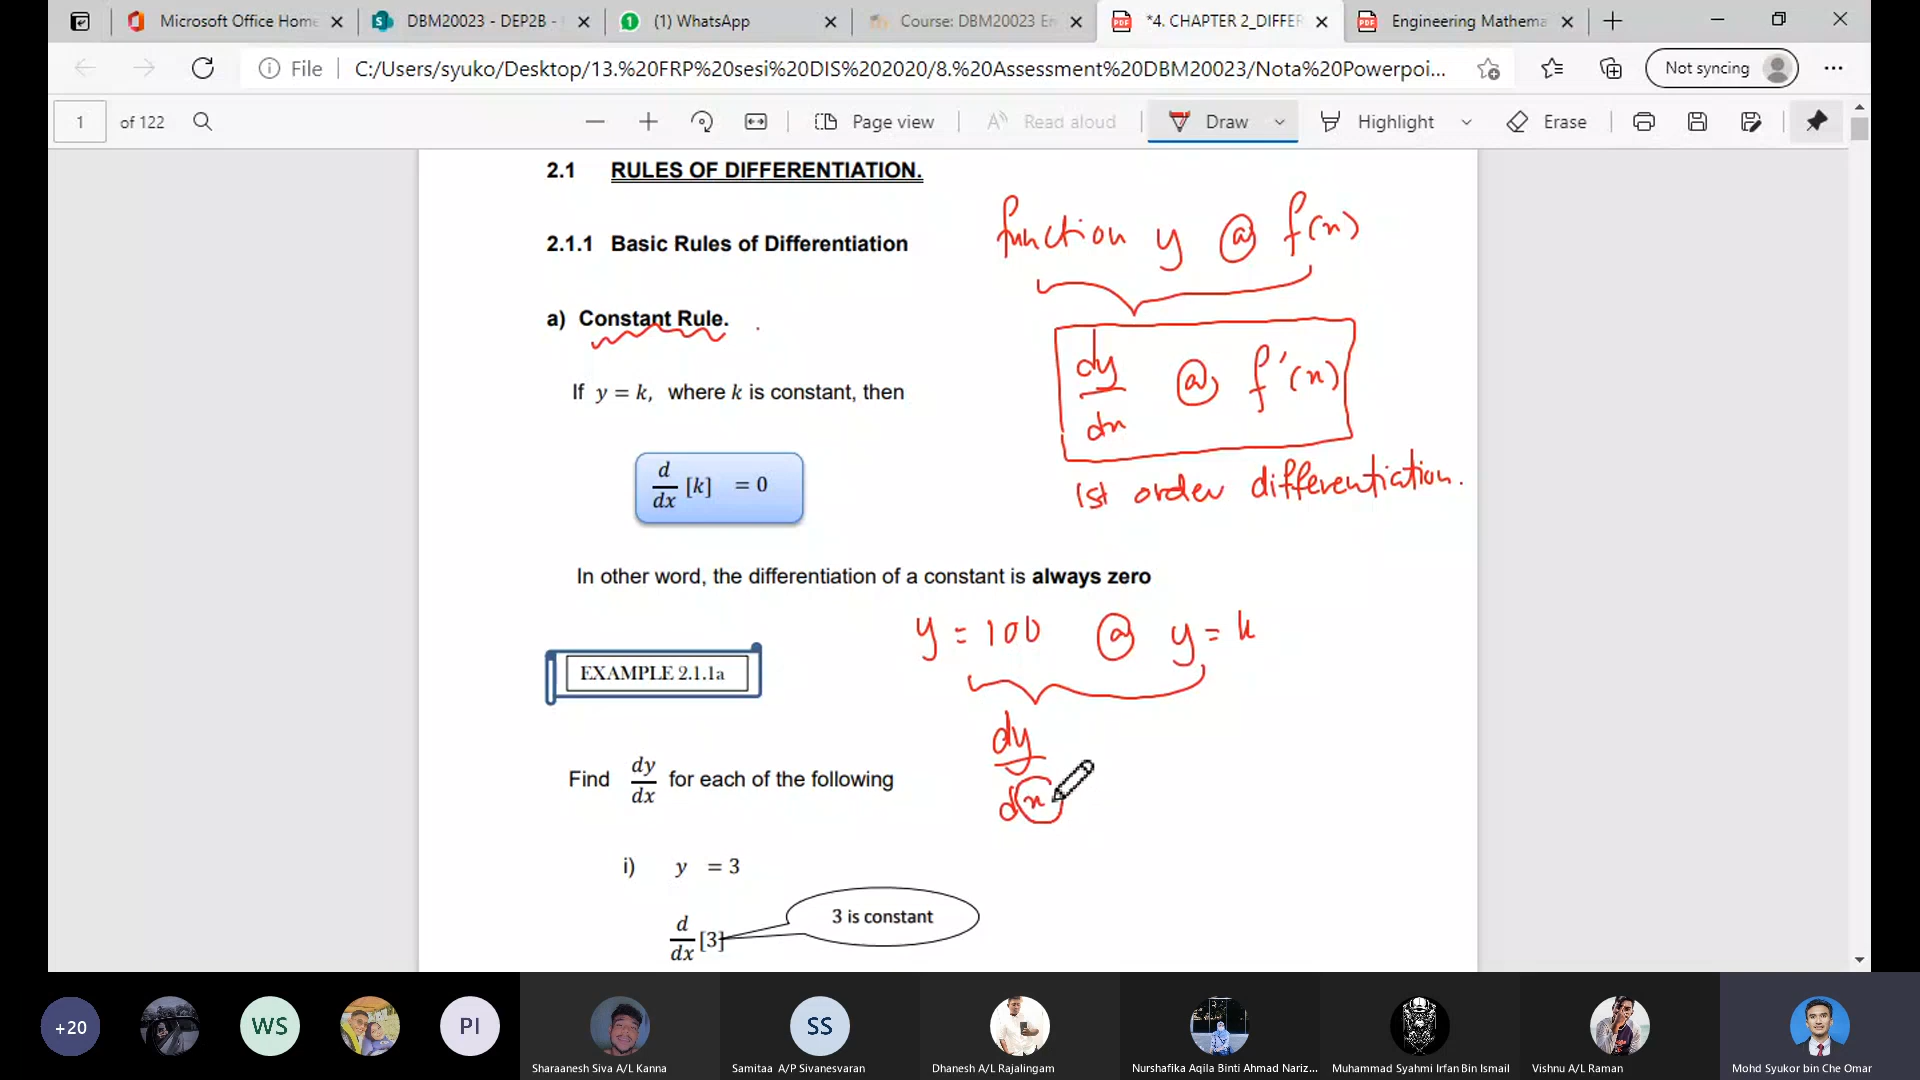 Microsoft Office Home
DBM20023 - DEP2B -
(1) WhatsApp
Course: DBM20023 En
*4. CHAPTER 2_DIFFER
Engineering Mathema
File
C:/Users/syuko/Desktop/13.%20FRP%20sesi%20DIS%202020/8.%20Assessment%20DBM20023/Nota%20Powerpoi...
Not syncing
1 of 122
Page view
Read aloud
Draw
Highlight
Erase
2.1 RULES OF DIFFERENTIATION.
function y @ f(x)
2.1.1 Basic Rules of Differentiation
a) Constant Rule.
dy/dx @ f'(x)
If y = k, where k is constant, then
d/dx [k] = 0
1st order differentiation.
In other word, the differentiation of a constant is always zero
y = 100 @ y = k
EXAMPLE 2.1.1a
dy/dx
Find dy/dx for each of the following
i) y = 3
3 is constant
d/dx [3]
+20
WS
PI
SS
Sharaanesh Siva A/L Kanna
Samitaa A/P Sivanesvaran
Dhanesh A/L Rajalingam
Nurshafika Aqila Binti Ahmad Nariz...
Muhammad Syahmi Irfan Bin Ismail
Vishnu A/L Raman
Mohd Syukor bin Che Omar